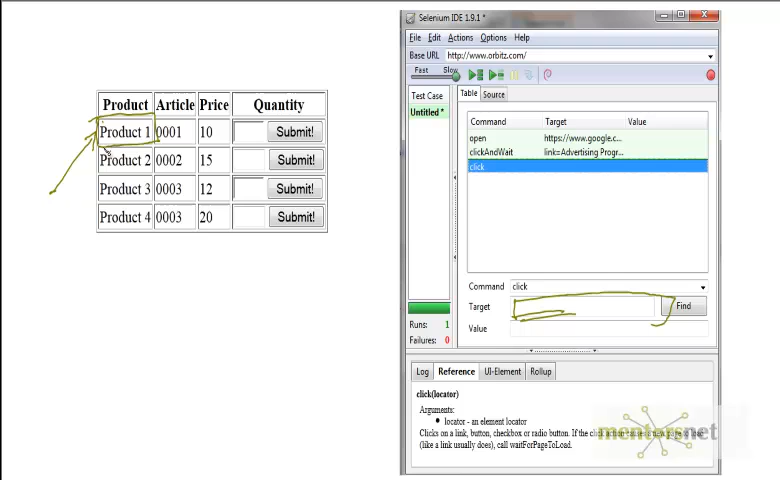 Product Article Price Quantity
Product 1 0001 10 Submit!
Product 2 0002 15 Submit!
Product 3 0003 12 Submit!
Product 4 0003 20 Submit!
Selenium IDE 1.9.1 *
File Edit Actions Options Help
Base URL http://www.orbitz.com/
Fast Slow
Test Case
Untitled *
Table Source
Command Target Value
open https://www.google.c...
clickAndWait link=Advertising Progr...
click
Command click
Target Find
Value
Runs: 1
Failures: 0
Log Reference UI-Element Rollup
click(locator)
Arguments:
locator - an element locator
Clicks on a link, button, checkbox or radio button. If the click action causes a new page to load
(like a link usually does), call waitForPageToLoad.
mentorsnet